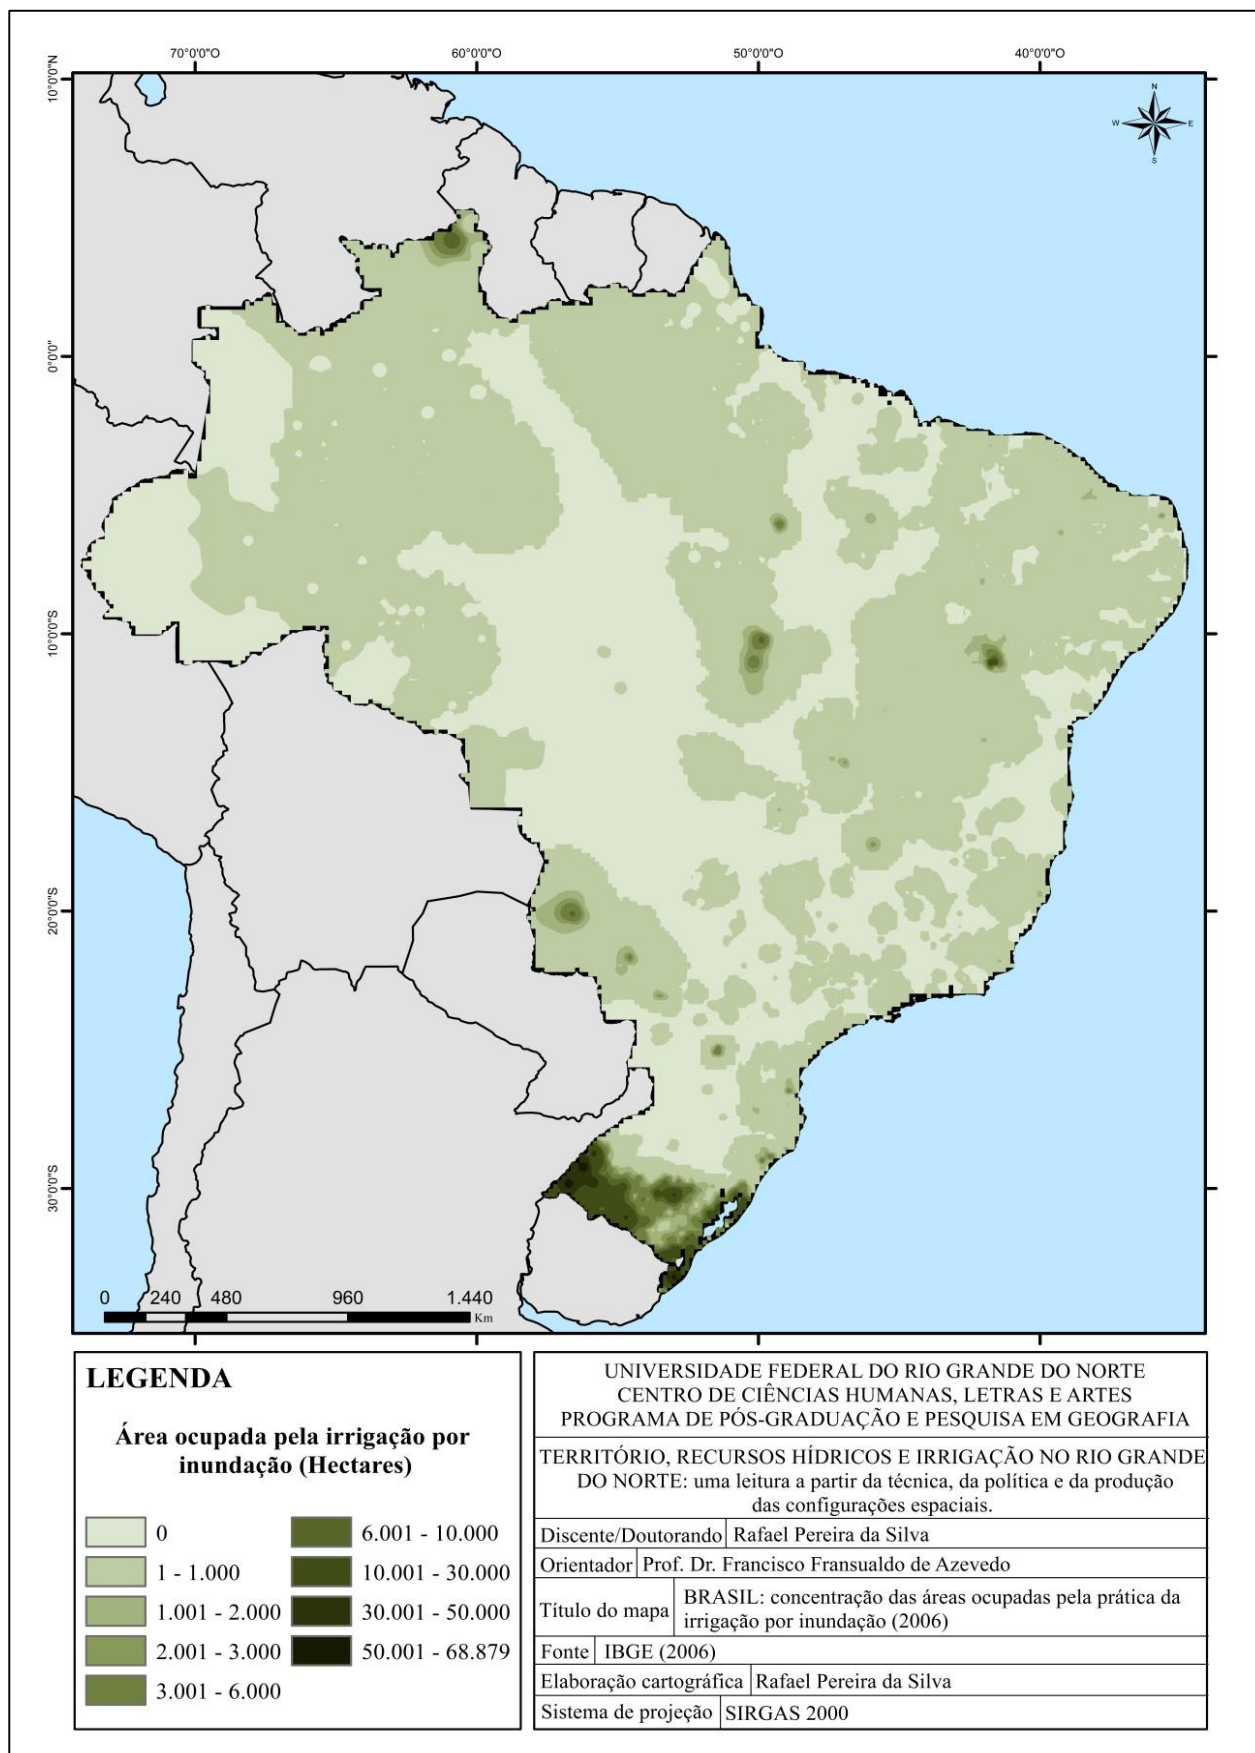 70°0'0"O 60°0'0"O 50°0'0"O 40°0'0"O
10°0'0"N
N
W E
S
0°0'0"
10°0'0"S
20°0'0"S
30°0'0"S
0 240 480 960 1.440
Km
LEGENDA
Área ocupada pela irrigação por
inundação (Hectares)
0
1 - 1.000
1.001 - 2.000
2.001 - 3.000
3.001 - 6.000
6.001 - 10.000
10.001 - 30.000
30.001 - 50.000
50.001 - 68.879
UNIVERSIDADE FEDERAL DO RIO GRANDE DO NORTE
CENTRO DE CIÊNCIAS HUMANAS, LETRAS E ARTES
PROGRAMA DE PÓS-GRADUAÇÃO E PESQUISA EM GEOGRAFIA
TERRITÓRIO, RECURSOS HÍDRICOS E IRRIGAÇÃO NO RIO GRANDE
DO NORTE: uma leitura a partir da técnica, da política e da produção
das configurações espaciais.
Discente/Doutorando Rafael Pereira da Silva
Orientador Prof. Dr. Francisco Fransualdo de Azevedo
Título do mapa BRASIL: concentração das áreas ocupadas pela prática da
irrigação por inundação (2006)
Fonte IBGE (2006)
Elaboração cartográfica Rafael Pereira da Silva
Sistema de projeção SIRGAS 2000